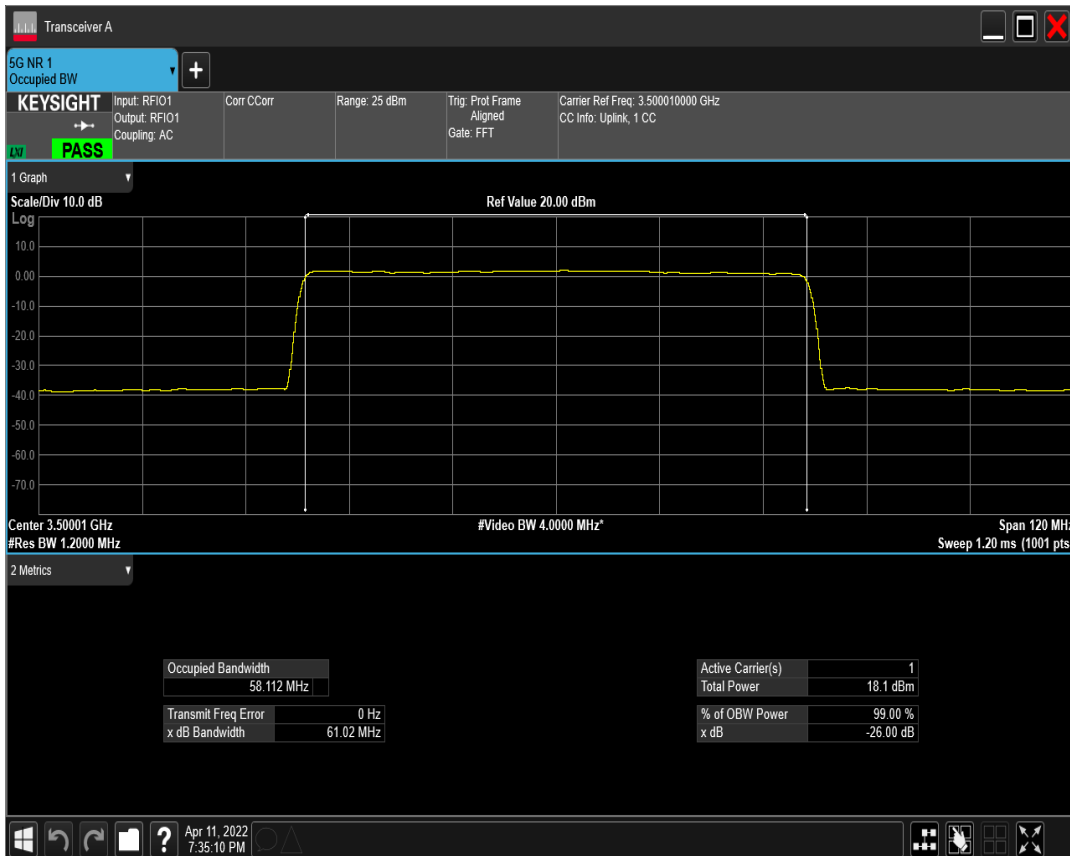 Transceiver A
5G NR 1
Occupied BW
+
KEYSIGHT
LXI
PASS
Input: RFIO1
Output: RFIO1
Coupling: AC
Corr CCorr
Range: 25 dBm
Trig: Prot Frame
Aligned
Gate: FFT
Carrier Ref Freq: 3.500010000 GHz
CC Info: Uplink, 1 CC
1 Graph
Scale/Div 10.0 dB
Ref Value 20.00 dBm
Log
10.0
0.00
-10.0
-20.0
-30.0
-40.0
-50.0
-60.0
-70.0
Center 3.50001 GHz
#Video BW 4.0000 MHz*
Span 120 MHz
#Res BW 1.2000 MHz
Sweep 1.20 ms (1001 pts
2 Metrics
Occupied Bandwidth
58.112 MHz
Transmit Freq Error 0 Hz
x dB Bandwidth 61.02 MHz
Active Carrier(s) 1
Total Power 18.1 dBm
% of OBW Power 99.00 %
x dB -26.00 dB
?
Apr 11, 2022
7:35:10 PM